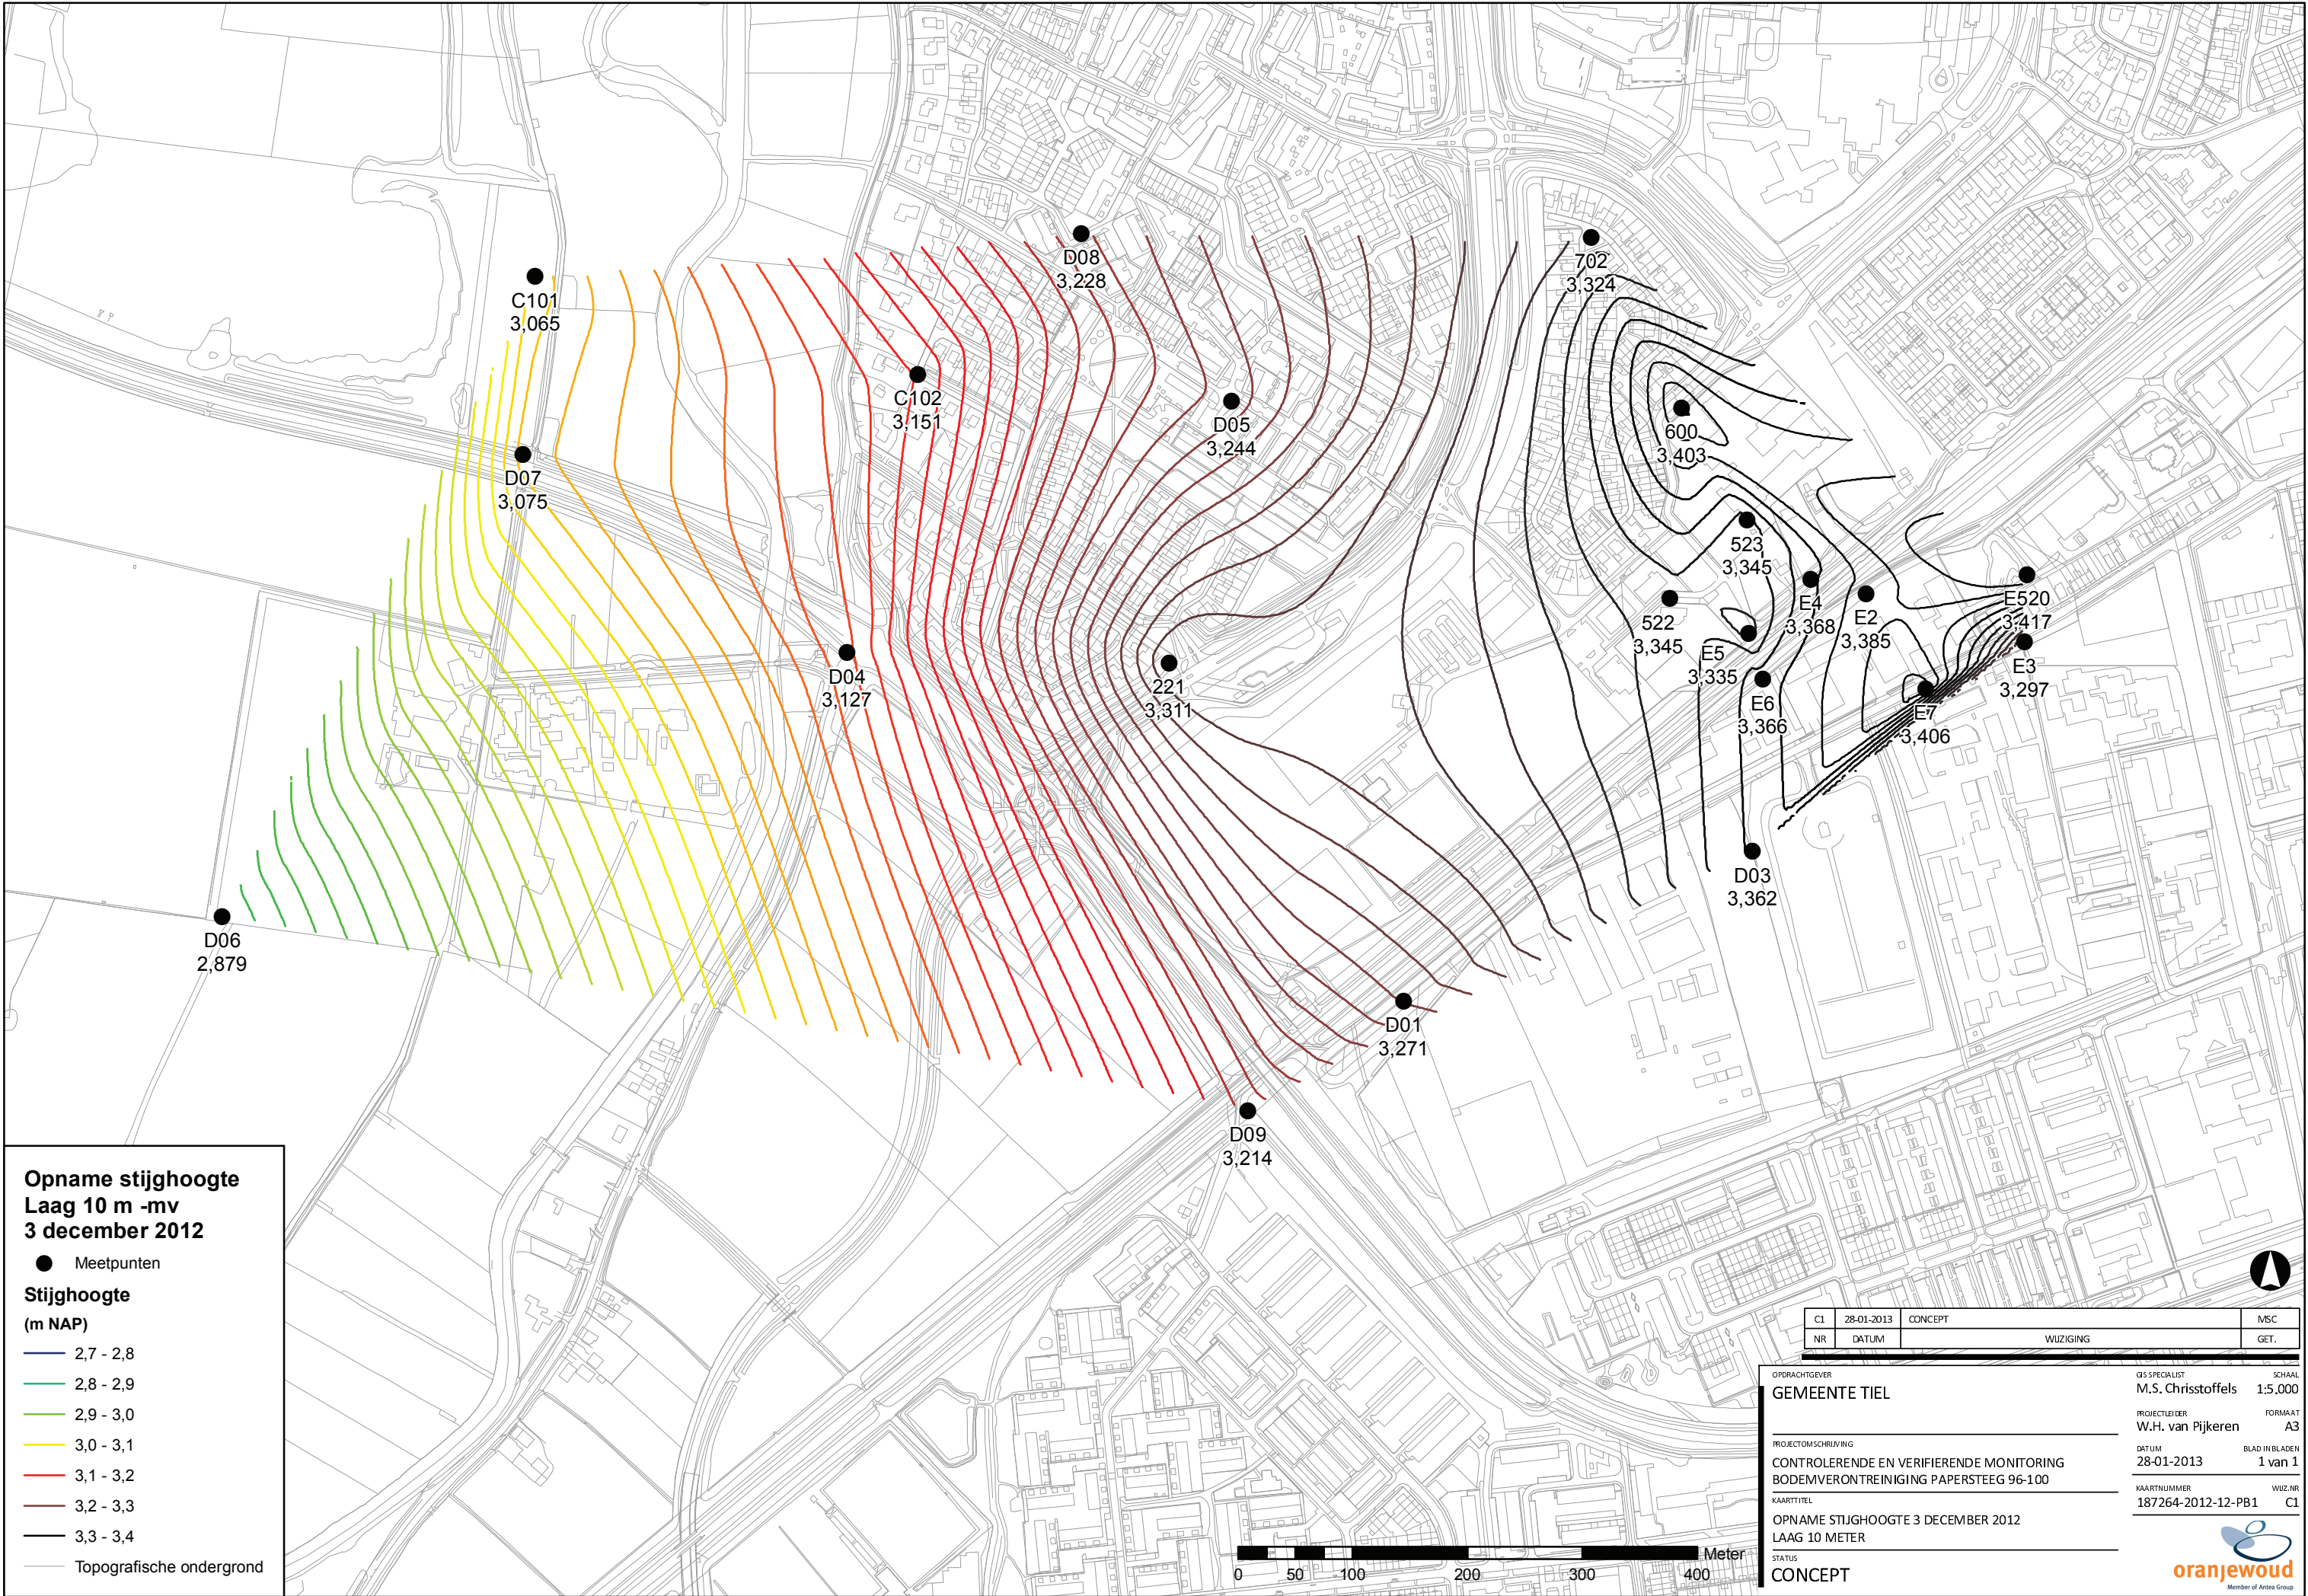 C101
3,065
D08
3,228
702
3,324
C102
3,151
D05
3,244
600
3,403
D07
3,075
523
3,345
522
3,345
E4
3,368
E2
3,385
E520
3,417
E5
3,335
E3
3,297
E6
3,366
E7
3,406
D04
3,127
221
3,311
D03
3,362
D06
2,879
D01
3,271
D09
3,214
Opname stijghoogte
Laag 10 m -mv
3 december 2012
Meetpunten
Stijghoogte
(m NAP)
2,7 - 2,8
2,8 - 2,9
2,9 - 3,0
3,0 - 3,1
3,1 - 3,2
3,2 - 3,3
3,3 - 3,4
Topografische ondergrond
0 50 100 200 300 400 Meter
C1 28-01-2013 CONCEPT MSC
NR DATUM WIJZIGING GET.
OPDRACHTGEVER
GEMEENTE TIEL
GIS SPECIALIST SCHAAL
M.S. Chrisstoffels 1:5.000
PROJECTLEIDER FORMAAT
W.H. van Pijkeren A3
PROJECTOMSCHRIJVING
CONTROLERENDE EN VERIFIERENDE MONITORING
BODEMVERONTREINIGING PAPERSTEEG 96-100
DATUM BLAD IN BLADEN
28-01-2013 1 van 1
KAARTTITEL
OPNAME STIJGHOOGTE 3 DECEMBER 2012
LAAG 10 METER
KAARTNUMMER WIJZ.NR
187264-2012-12-PB1 C1
STATUS
CONCEPT
oranjewoud
Member of Antea Group